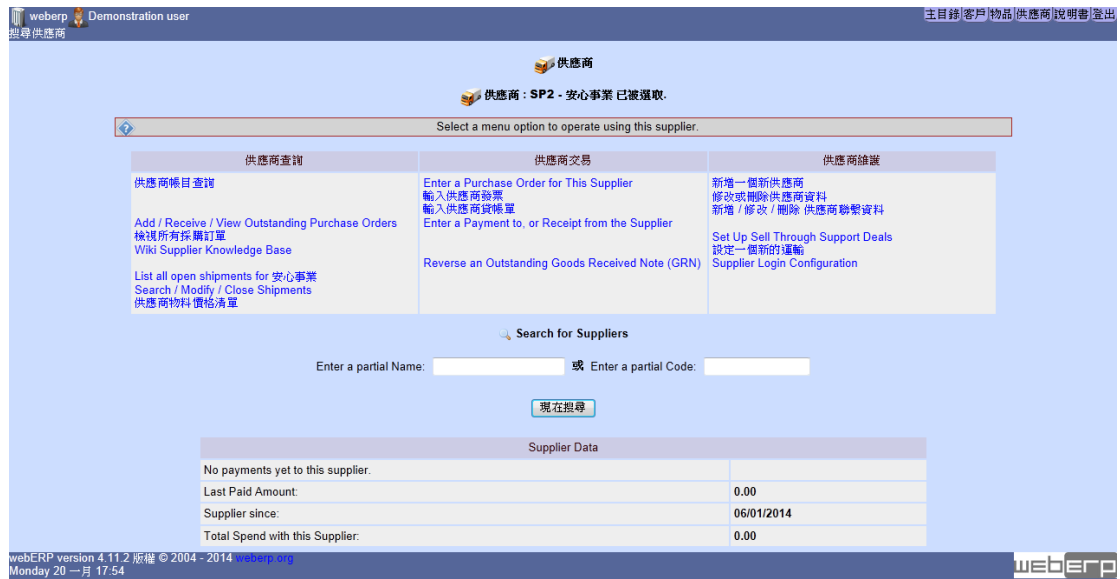 weberp Demonstration user
主目錄 客戶 物品 供應商 說明書 登出
搜尋供應商
供應商
供應商 : SP2 - 安心事業 已被選取.
Select a menu option to operate using this supplier.
供應商查詢 供應商交易 供應商維護
供應商帳目查詢
Add / Receive / View Outstanding Purchase Orders
檢視所有採購訂單
Wiki Supplier Knowledge Base
List all open shipments for 安心事業
Search / Modify / Close Shipments
供應商物料價格清單
Enter a Purchase Order for This Supplier
輸入供應商發票
輸入供應商貸帳單
Enter a Payment to, or Receipt from the Supplier
Reverse an Outstanding Goods Received Note (GRN)
新增一個新供應商
修改或刪除供應商資料
新增 / 修改 / 刪除 供應商聯繫資料
Set Up Sell Through Support Deals
設定一個新的運輸
Supplier Login Configuration
Search for Suppliers
Enter a partial Name: 或 Enter a partial Code:
現在搜尋
Supplier Data
No payments yet to this supplier.
Last Paid Amount: 0.00
Supplier since: 06/01/2014
Total Spend with this Supplier: 0.00
webERP version 4.11.2 版權 © 2004 - 2014 weberp.org
Monday 20 一月 17:54
weberp